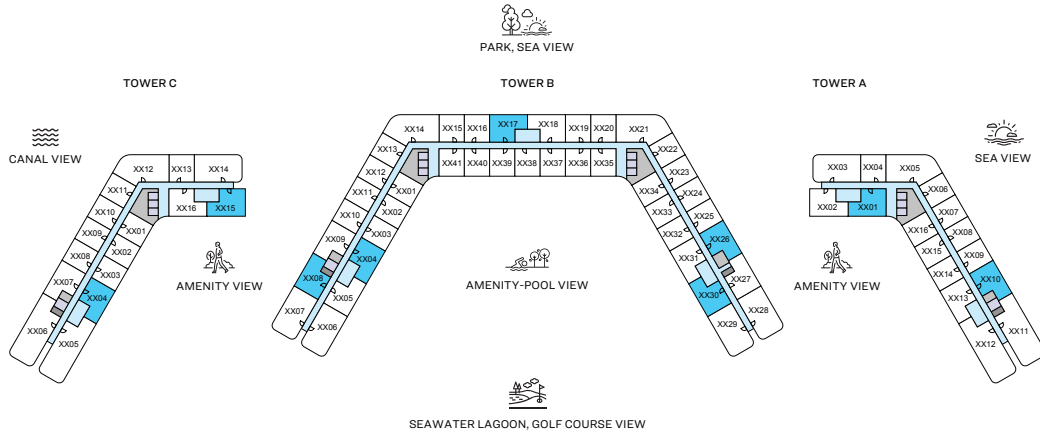 PARK, SEA VIEW
TOWER C
TOWER B
TOWER A
CANAL VIEW
SEA VIEW
AMENITY VIEW
AMENITY-POOL VIEW
AMENITY VIEW
SEAWATER LAGOON, GOLF COURSE VIEW
XX12
XX13
XX14
XX11
XX10
XX09
XX08
XX07
XX06
XX05
XX04
XX03
XX02
XX01
XX16
XX15
XX14
XX15
XX16
XX17
XX18
XX19
XX20
XX21
XX41
XX40
XX39
XX38
XX37
XX36
XX35
XX13
XX12
XX11
XX10
XX09
XX08
XX07
XX06
XX05
XX04
XX03
XX02
XX01
XX22
XX23
XX24
XX25
XX26
XX27
XX28
XX29
XX30
XX31
XX32
XX33
XX34
XX03
XX04
XX05
XX02
XX01
XX06
XX07
XX08
XX09
XX10
XX11
XX12
XX13
XX14
XX15
XX16